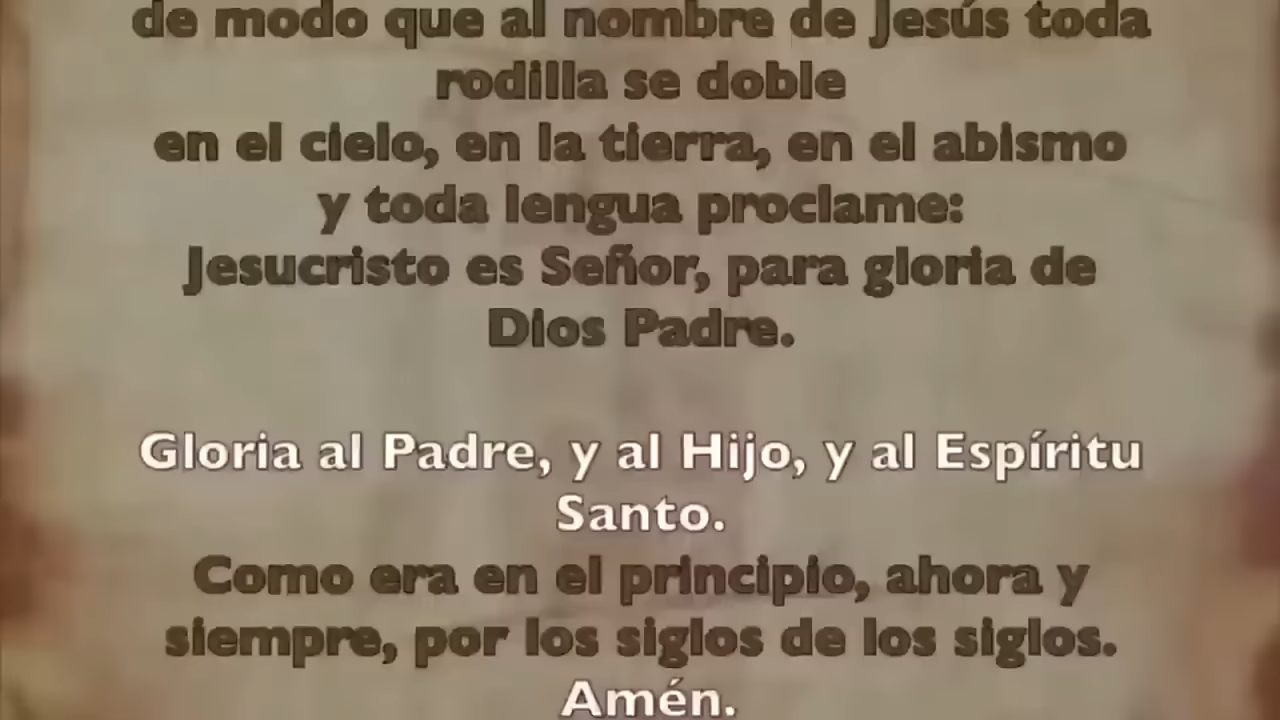 de modo que al nombre de Jesús toda
rodilla se doble
en el cielo, en la tierra, en el abismo
y toda lengua proclame:
Jesucristo es Señor, para gloria de
Dios Padre.
Gloria al Padre, y al Hijo, y al Espíritu
Santo.
Como era en el principio, ahora y
siempre, por los siglos de los siglos.
Amén.